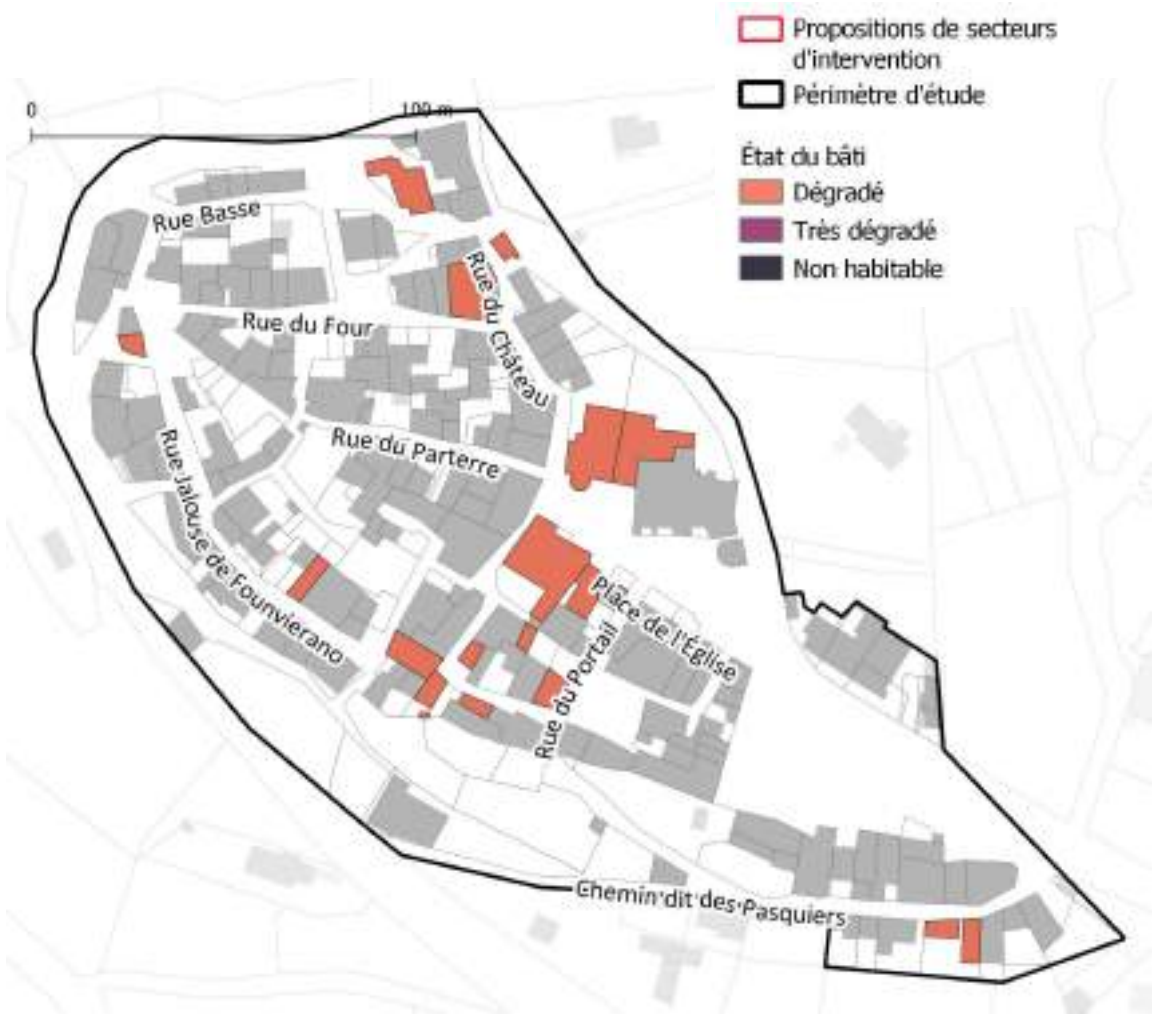 Propositions de secteurs
d'intervention
Périmètre d'étude
0
100 m
État du bâti
Dégradé
Très dégradé
Non habitable
Rue Basse
Rue du Château
Rue du Four
Rue du Parterre
Rue Jalouse de Founvierano
Place de l'Église
Rue du Portail
Chemin dit des Pasquiers